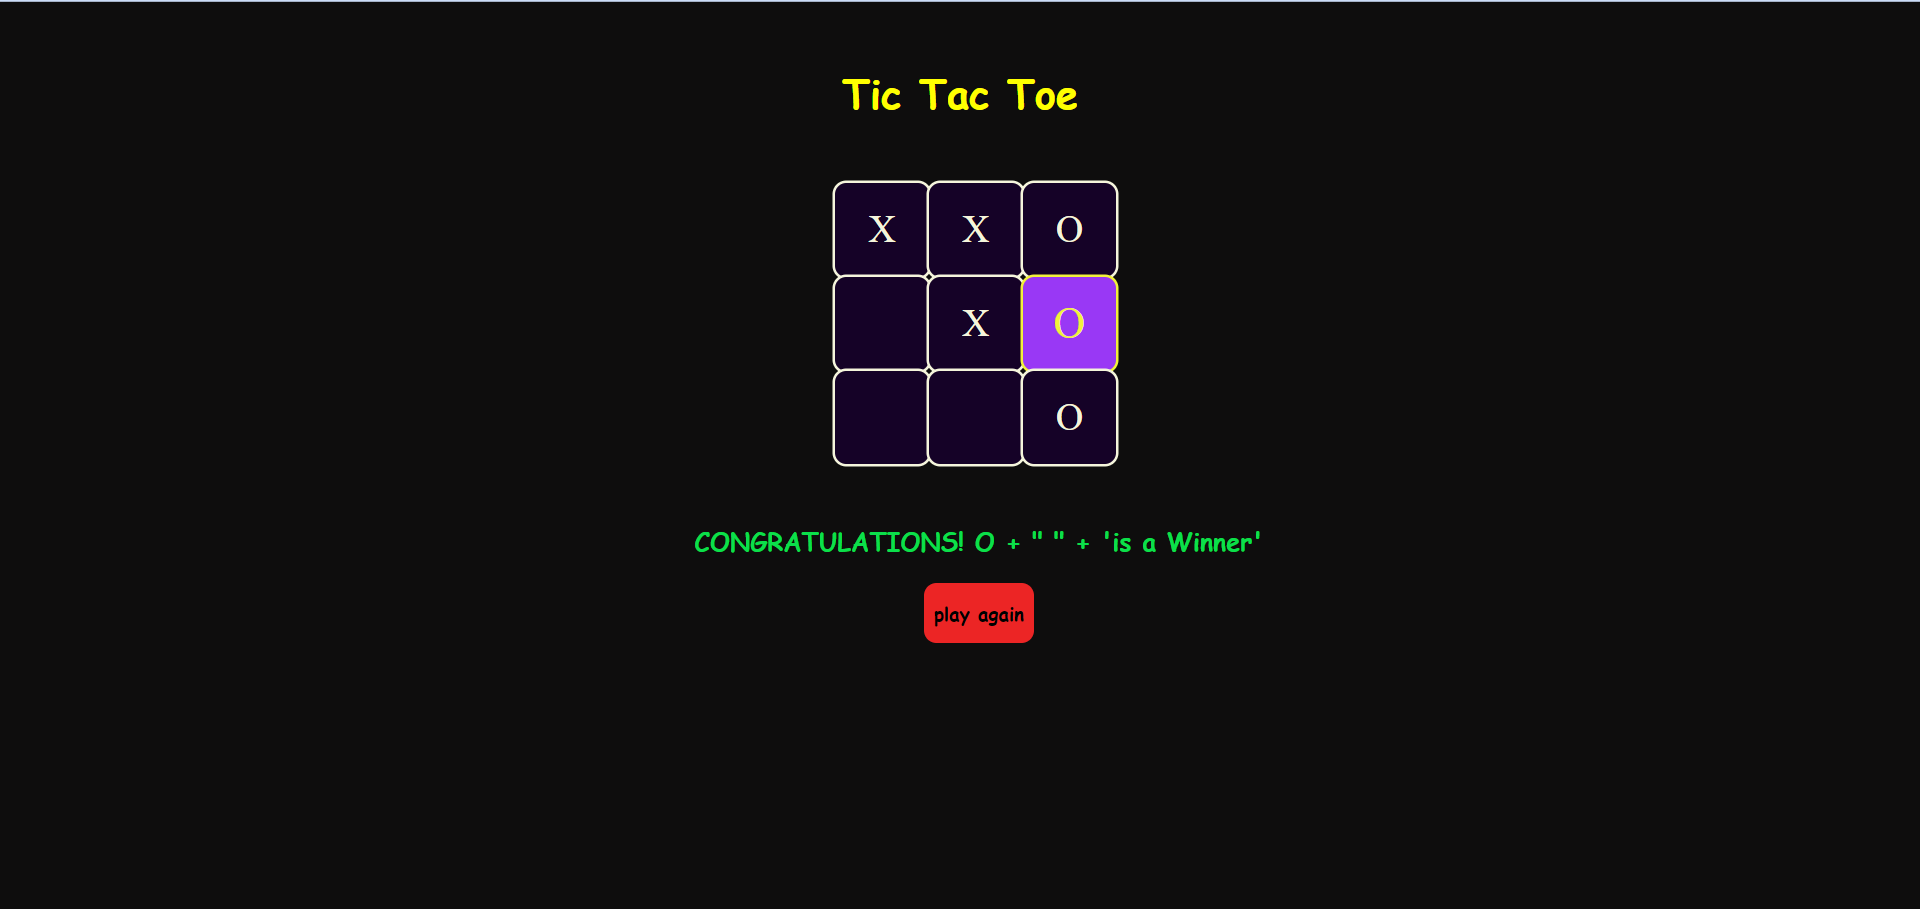 Tic Tac Toe
X X O
X O
O
CONGRATULATIONS! O + " " + 'is a Winner'
play again